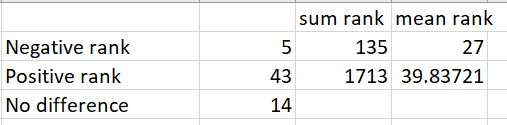 sum rank mean rank
Negative rank 5 135 27
Positive rank 43 1713 39.83721
No difference 14